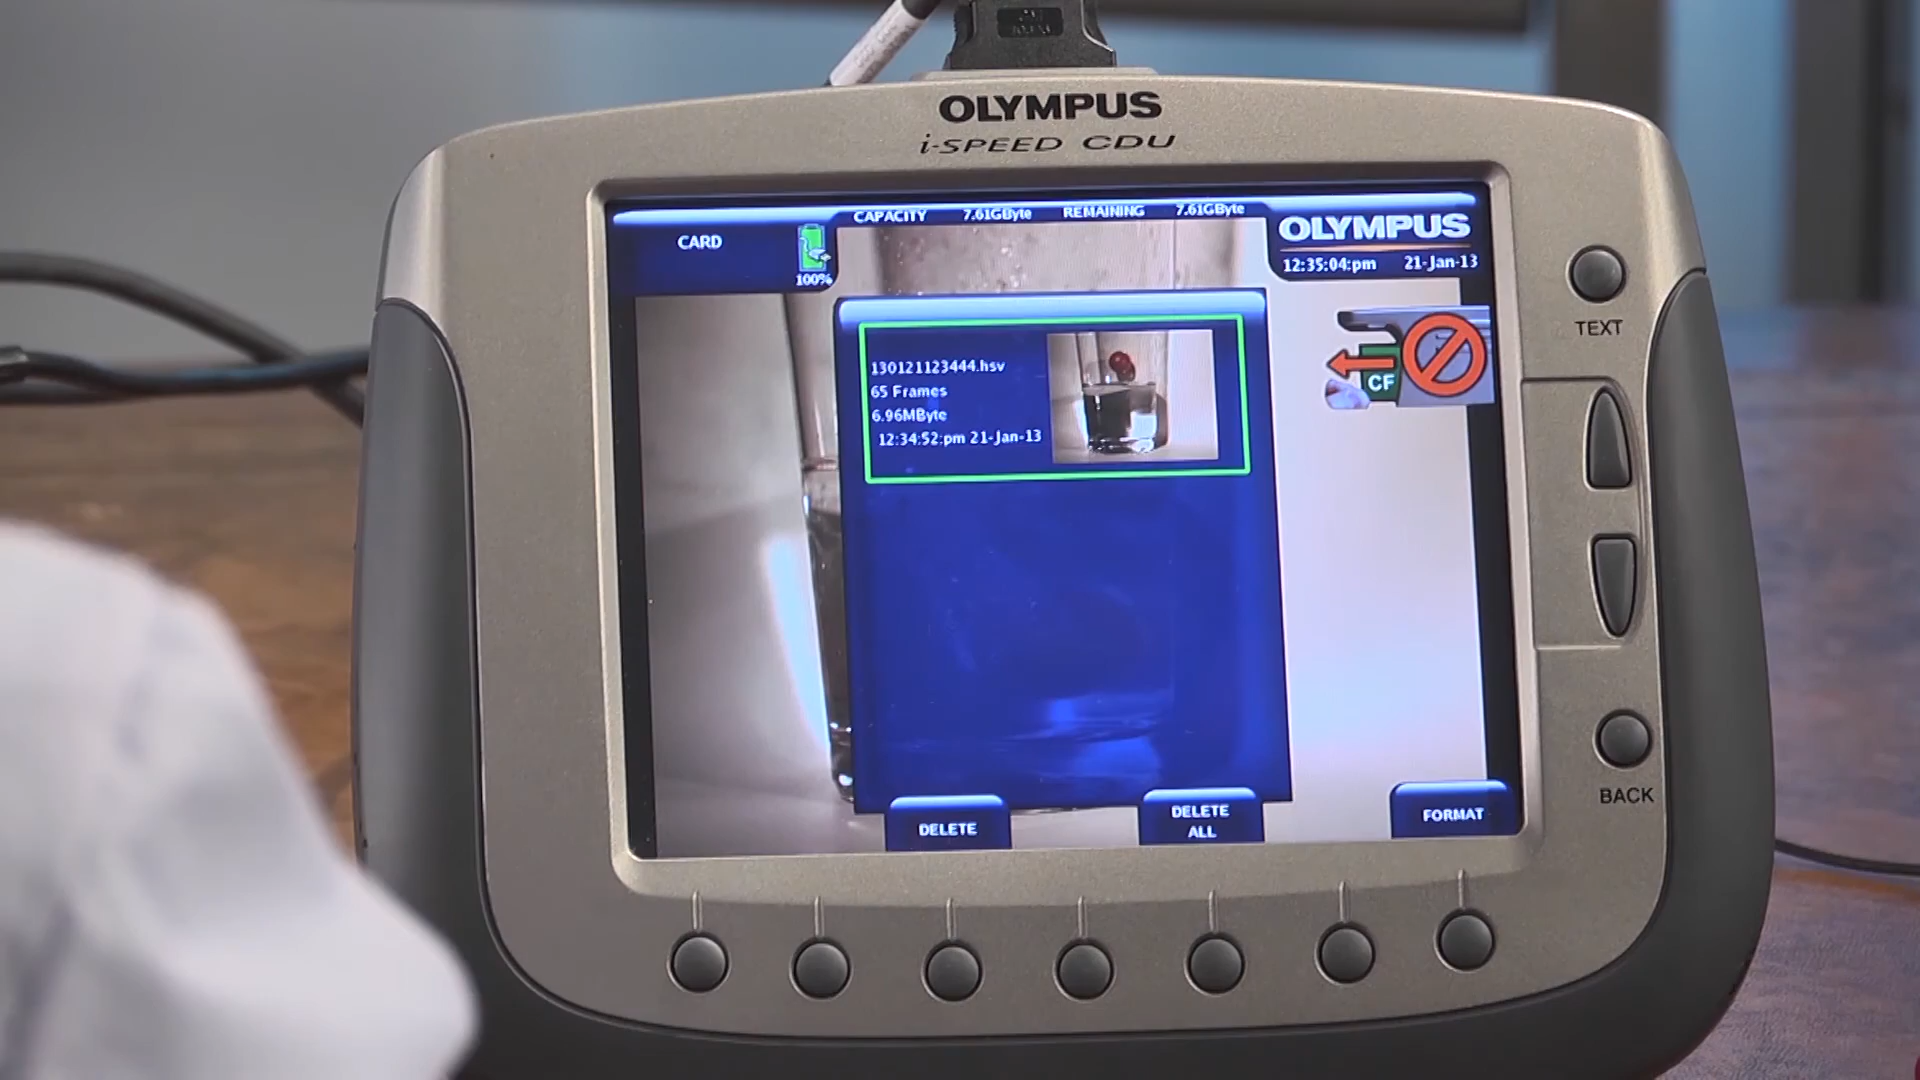 OLYMPUS
i-SPEED CDU
CAPACITY 7.61GByte REMAINING 7.61GByte
CARD
100%
OLYMPUS
12:35:04:pm 21-Jan-13
130121123444.hsv
65 Frames
6.96MByte
12:34:52:pm 21-Jan-13
CF
DELETE
DELETE
ALL
FORMAT
TEXT
BACK